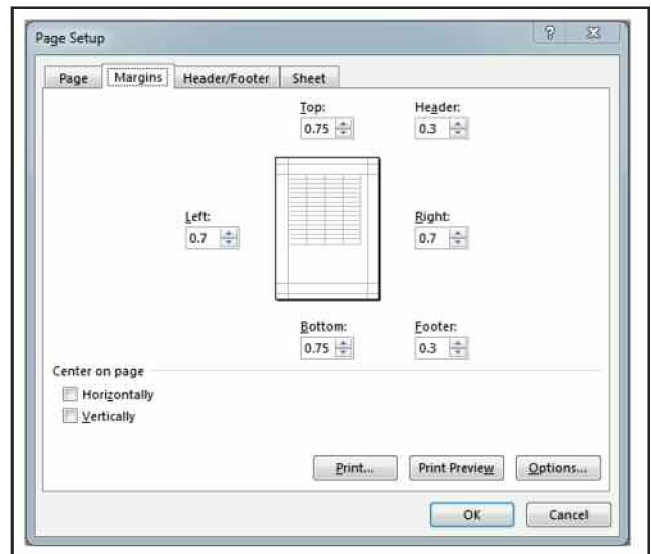 Page Setup
Page Margins Header/Footer Sheet
Top: Header:
0.75 0.3
Left: Right:
0.7 0.7
Bottom: Footer:
0.75 0.3
Center on page
Horizontally
Vertically
Print... Print Preview Options...
OK Cancel